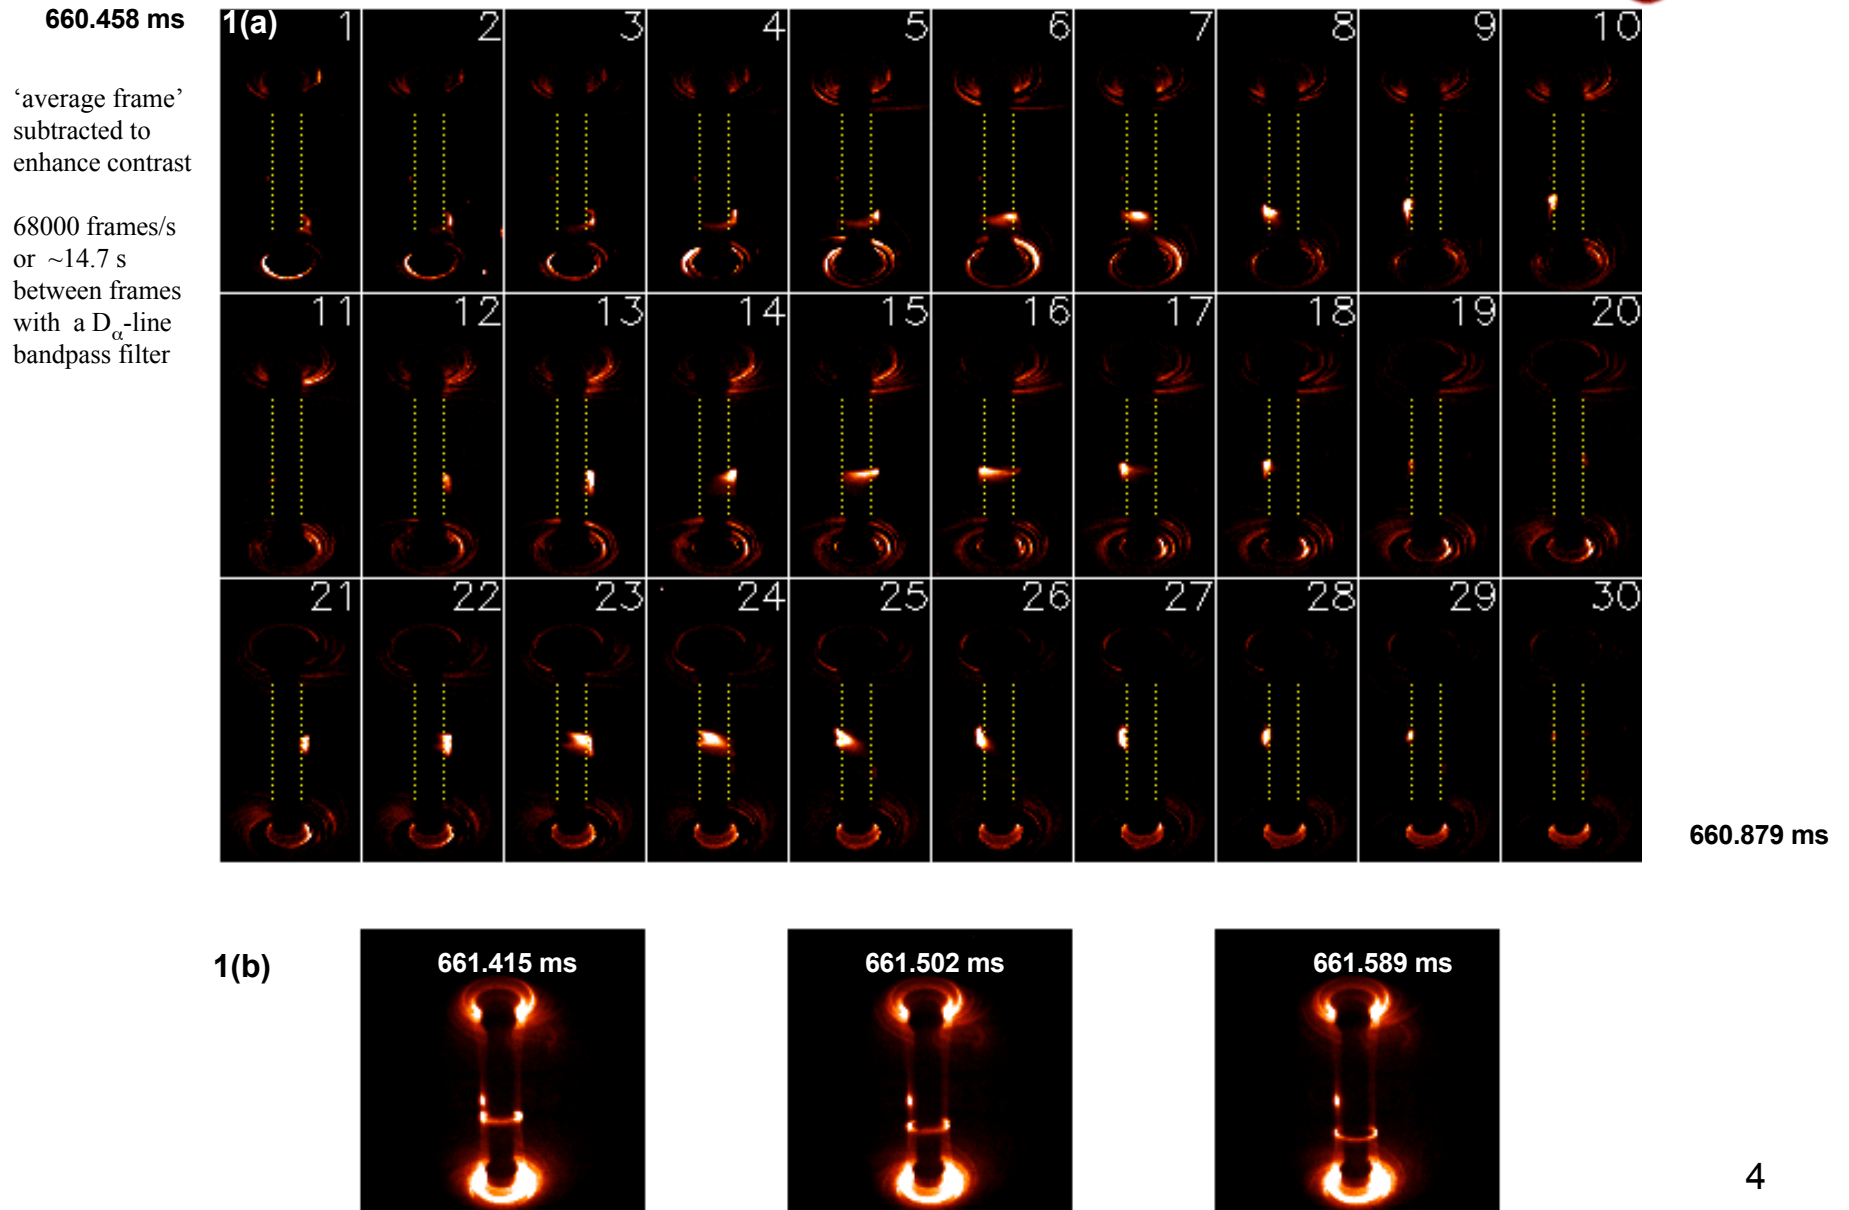 660.458 ms
'average frame'
subtracted to
enhance contrast
68000 frames/s
or ~14.7 s
between frames
with a Dα-line
bandpass filter
1(a)
1 2 3 4 5 6 7 8 9 10
11 12 13 14 15 16 17 18 19 20
21 22 23 24 25 26 27 28 29 30
660.879 ms
1(b)
661.415 ms
661.502 ms
661.589 ms
4